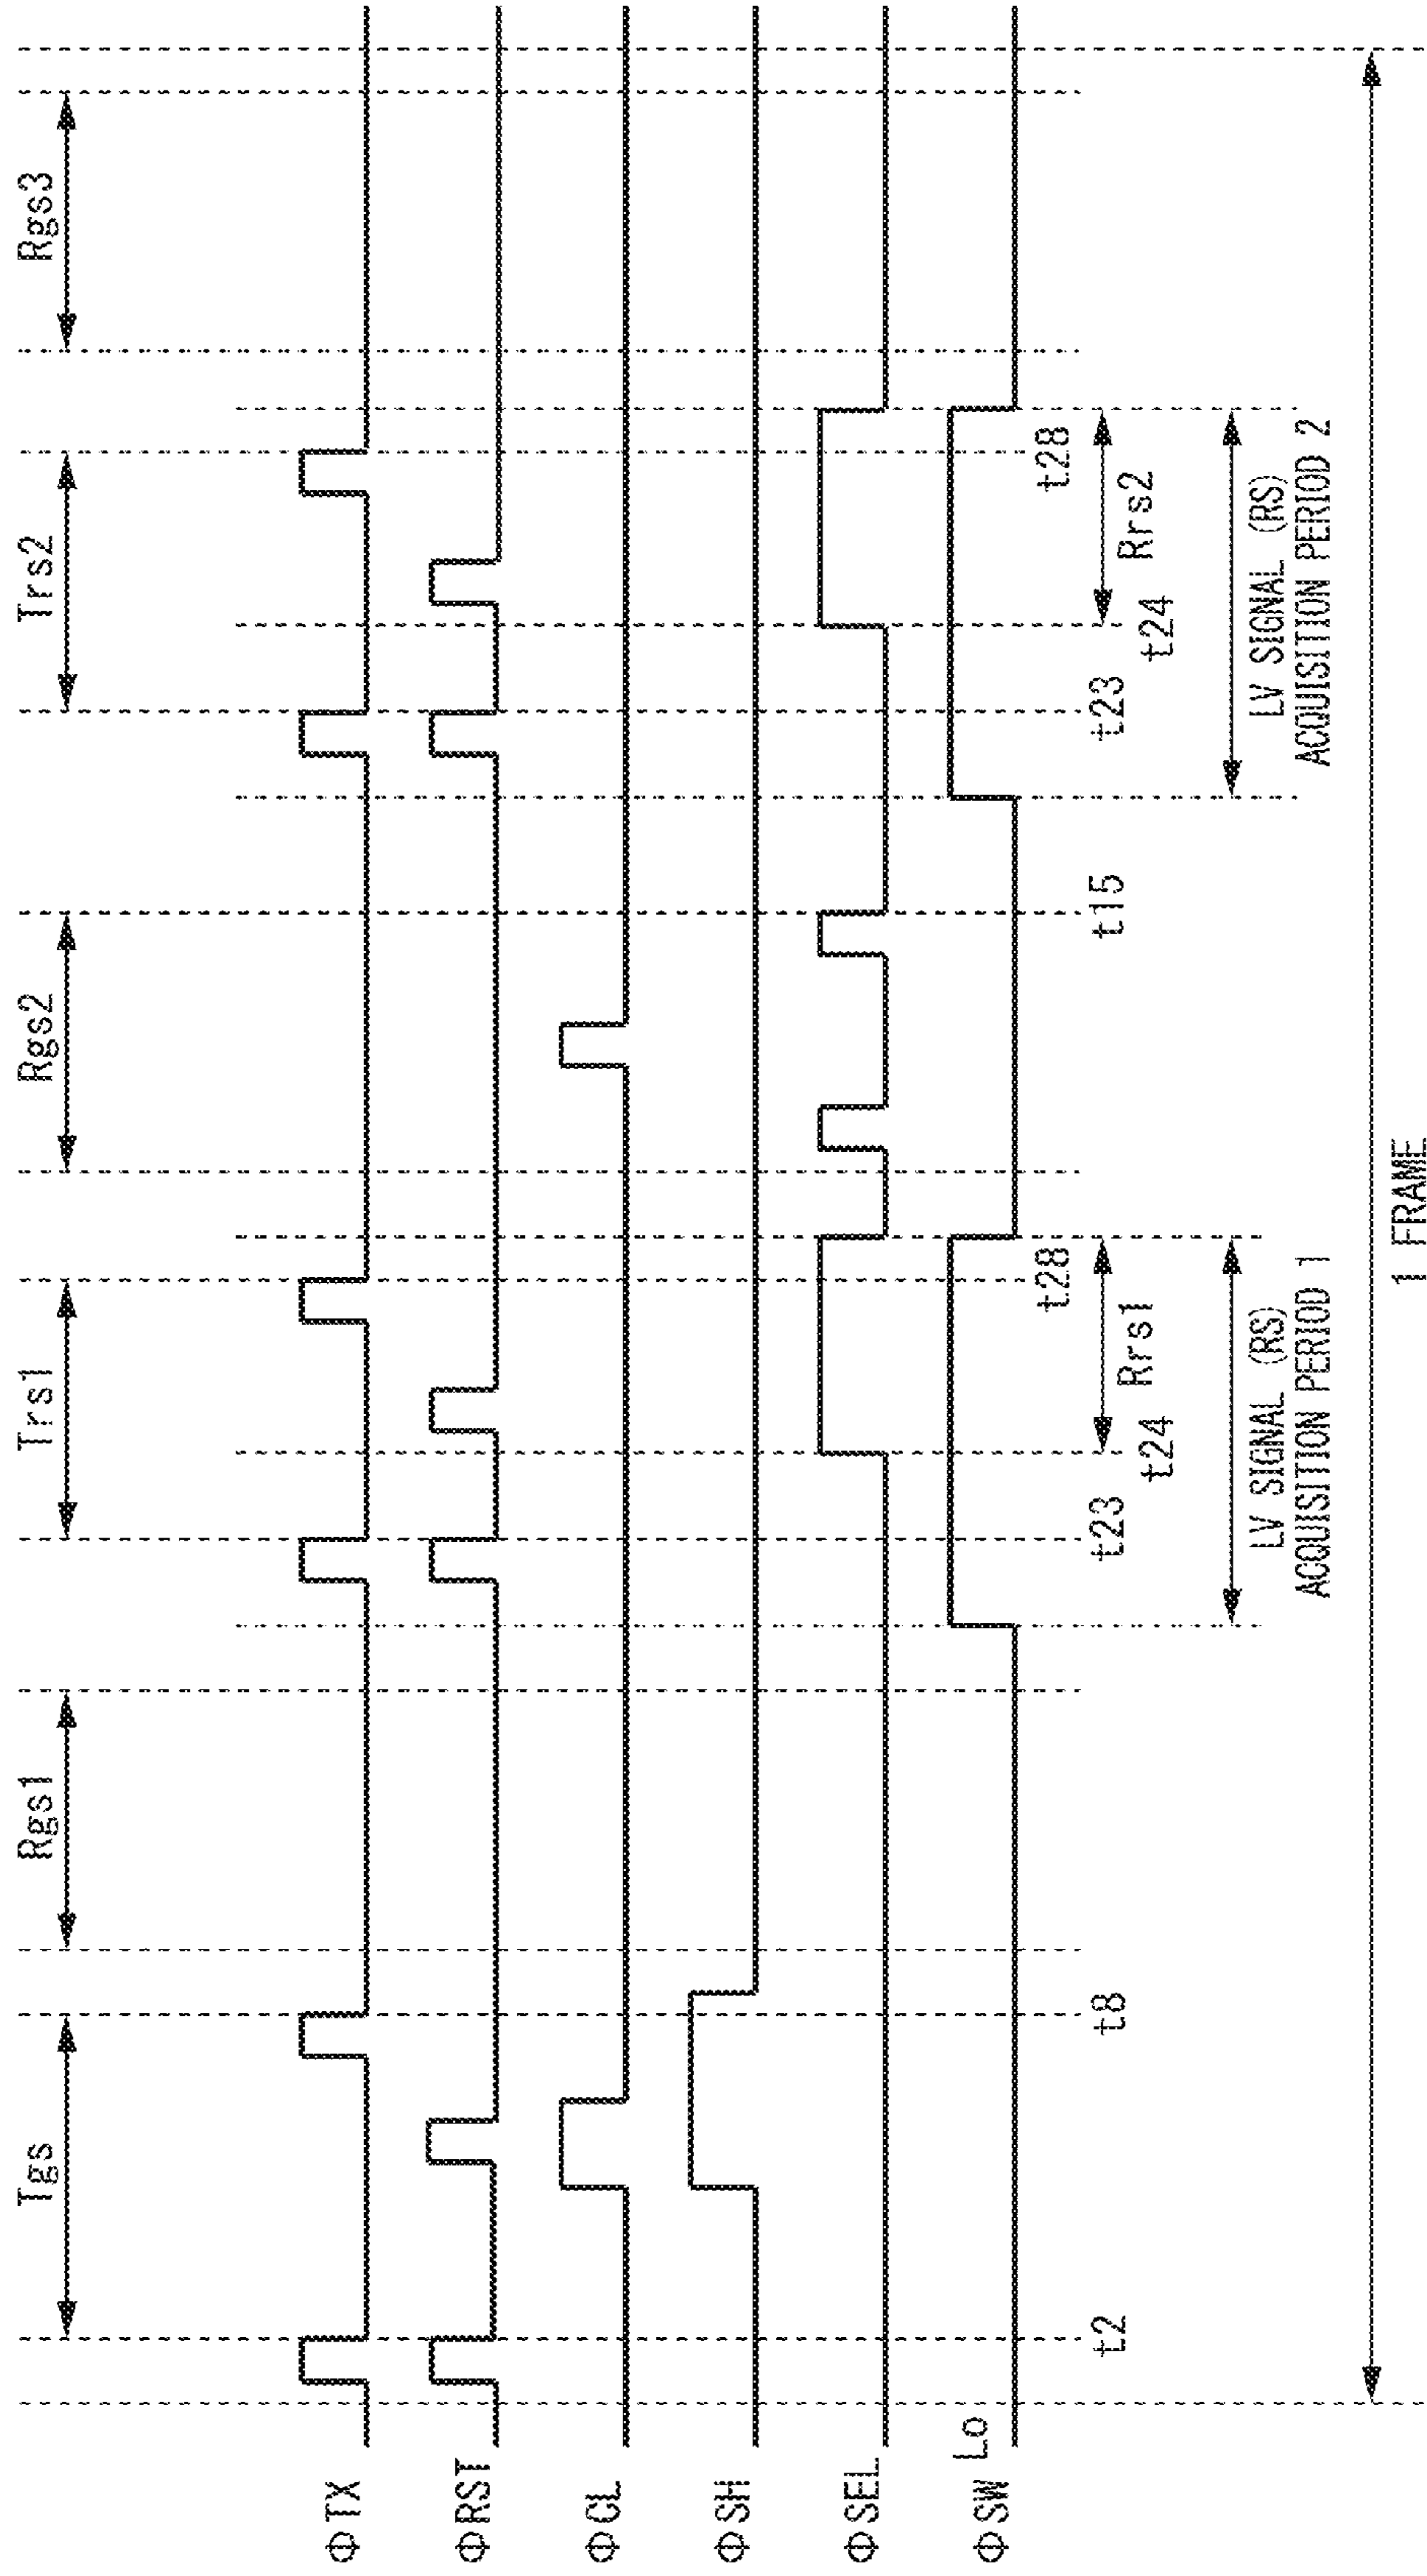 Tgs
Rgs1
Trs1
Rgs2
Trs2
Rgs3
ΦTX
ΦRST
ΦCL
ΦSH
ΦSEL
ΦSW
Lo
t28
t28
t2
t8
t23
Rrs1
t15
t23
Rrs2
t24
t24
LV SIGNAL (RS)
ACQUISITION PERIOD 1
LV SIGNAL (RS)
ACQUISITION PERIOD 2
1 FRAME